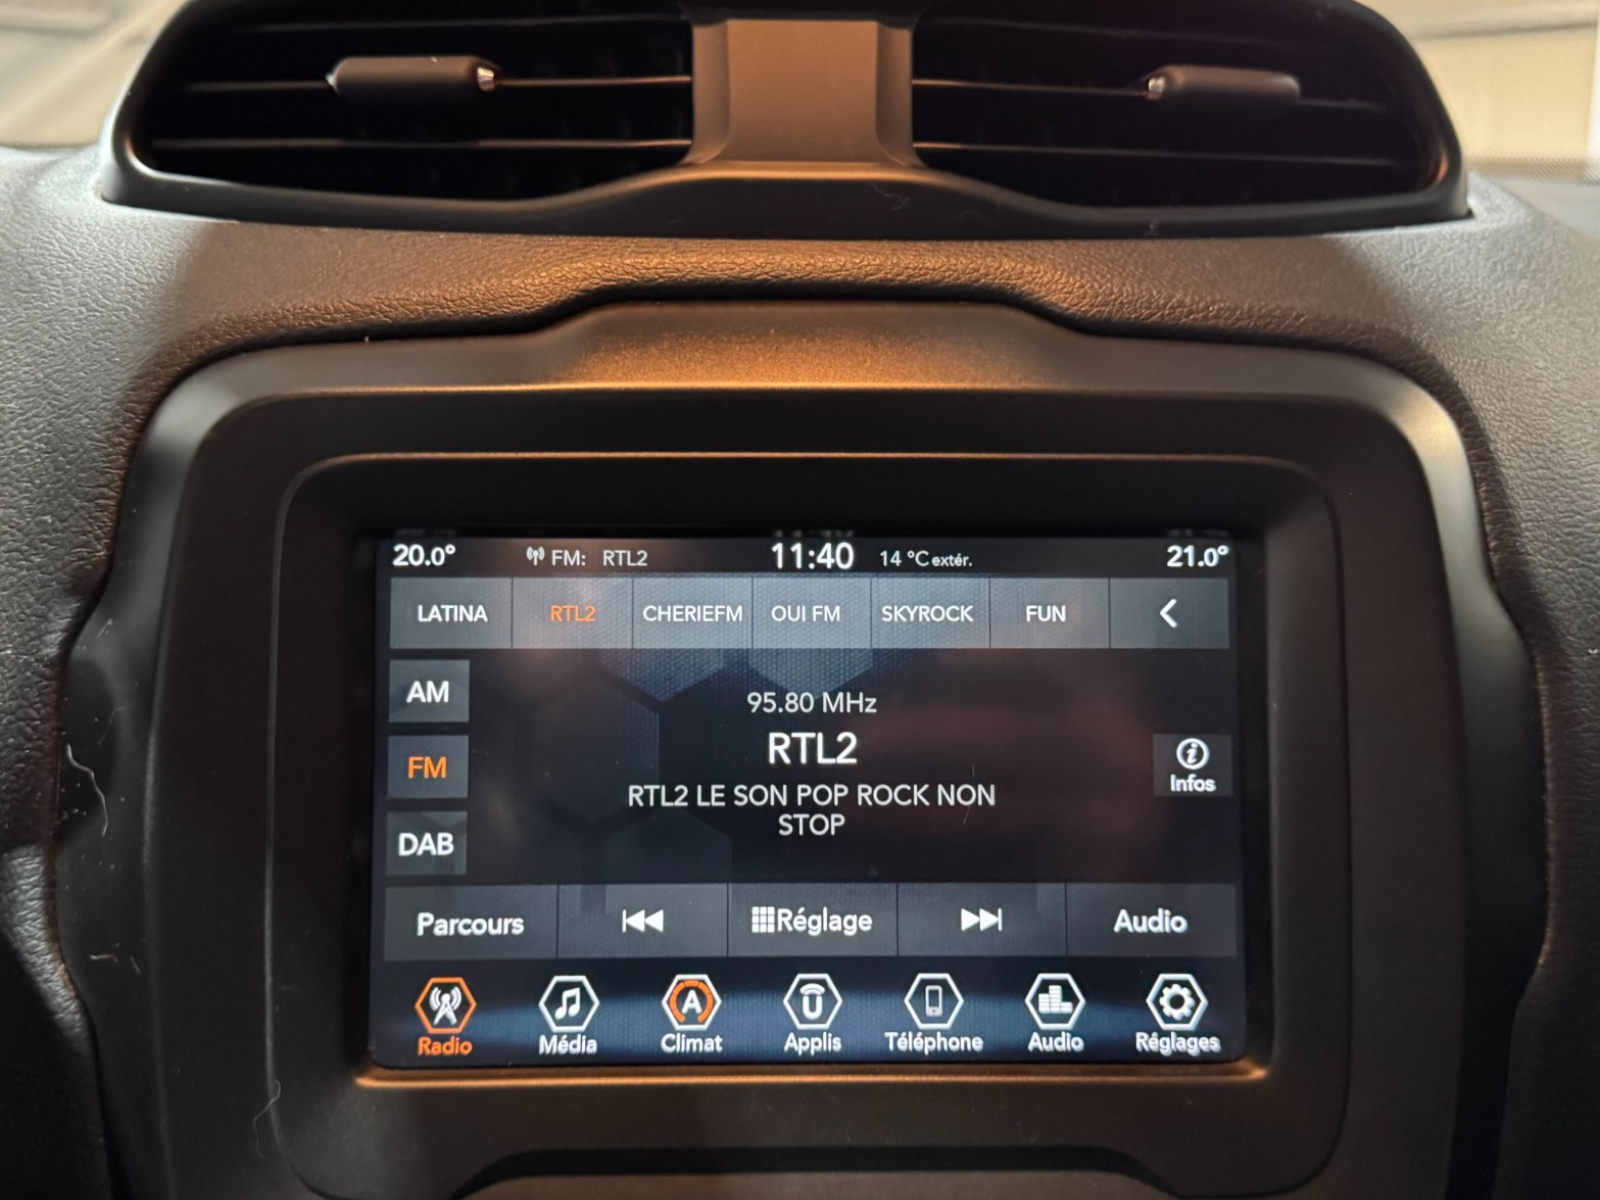 20.0° FM: RTL2 11:40 14 °C extér. 21.0°
LATINA RTL2 CHERIEFM OUI FM SKYROCK FUN
AM
95.80 MHz
RTL2
FM
Infos
RTL2 LE SON POP ROCK NON
STOP
DAB
Parcours Réglage Audio
A
Radio Média Climat Applis Téléphone Audio Réglages